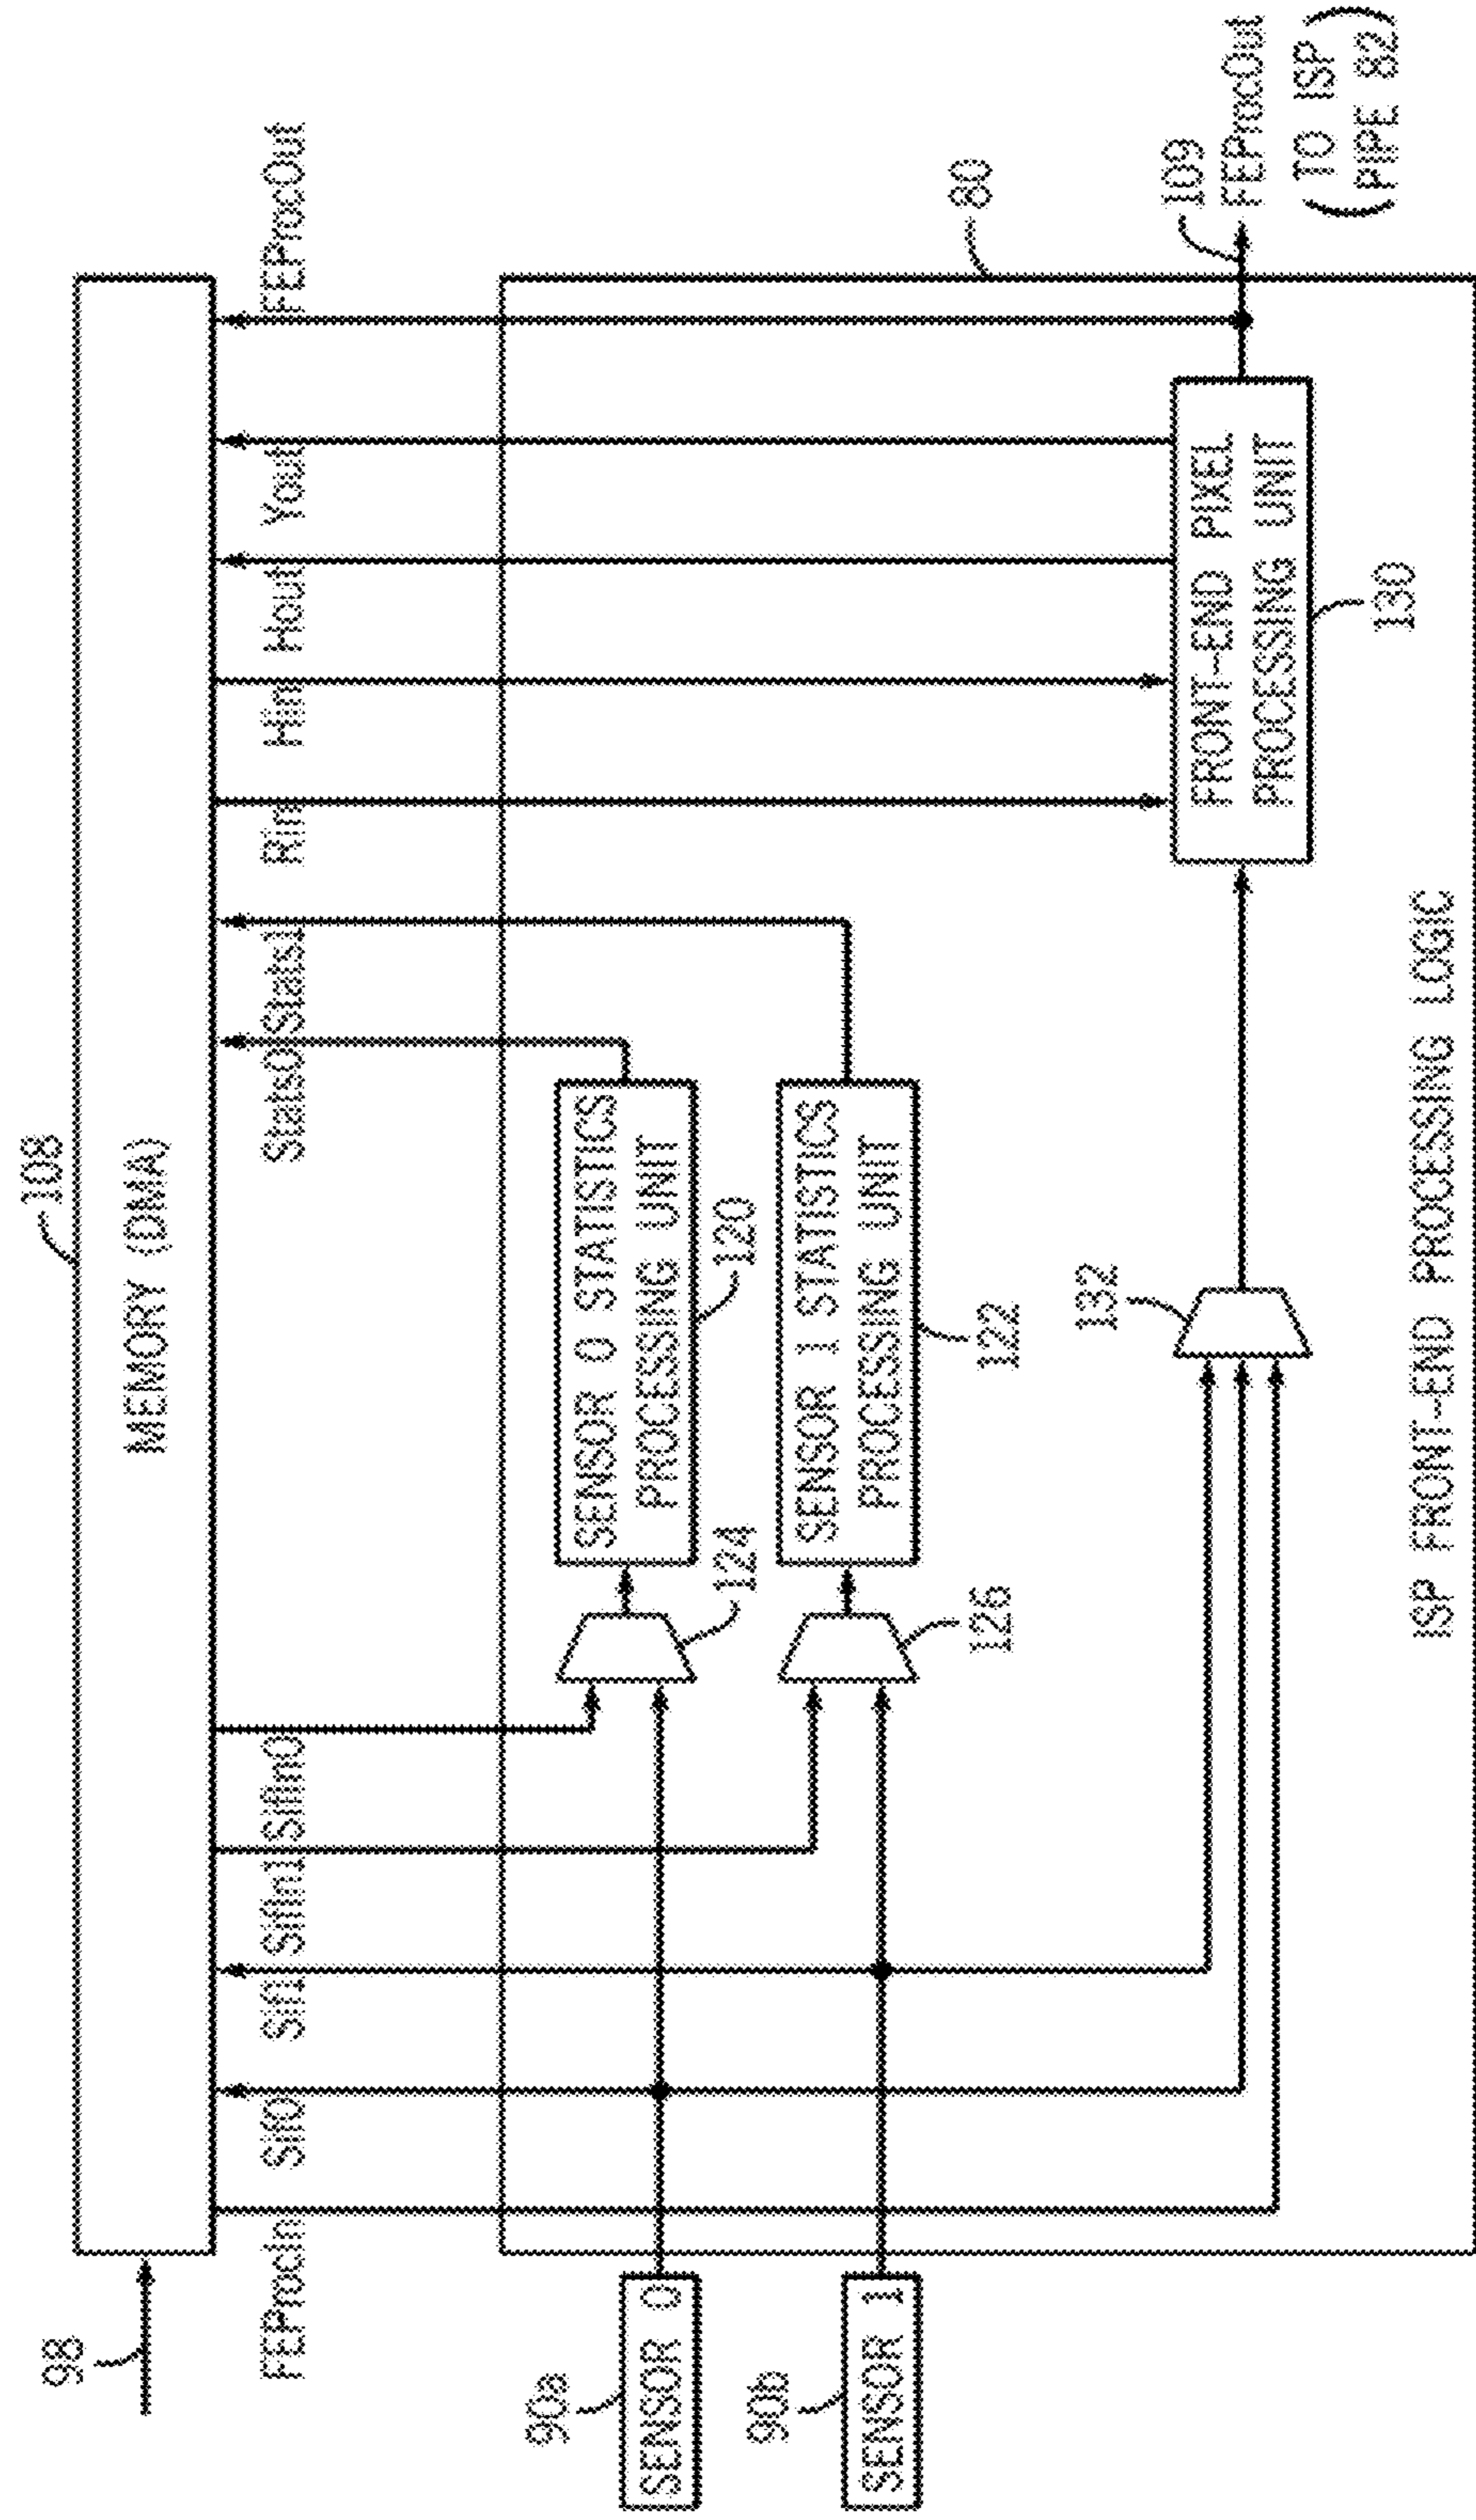 108
MEMORY (DMA)
98
FEProcIn
Sif0
Sif1
SifIn1
SifIn0
Stats0
Stats1
Rin
Hin
Hout
Yout
FEProcOut
80
90a
SENSOR 0
124
SENSOR 0 STATISTICS
PROCESSING UNIT
120
90b
SENSOR 1
126
SENSOR 1 STATISTICS
PROCESSING UNIT
122
132
FRONT-END PIXEL
PROCESSING UNIT
130
109
FEProcOut
(TO ISP
PIPE 82)
ISP FRONT-END PROCESSING LOGIC